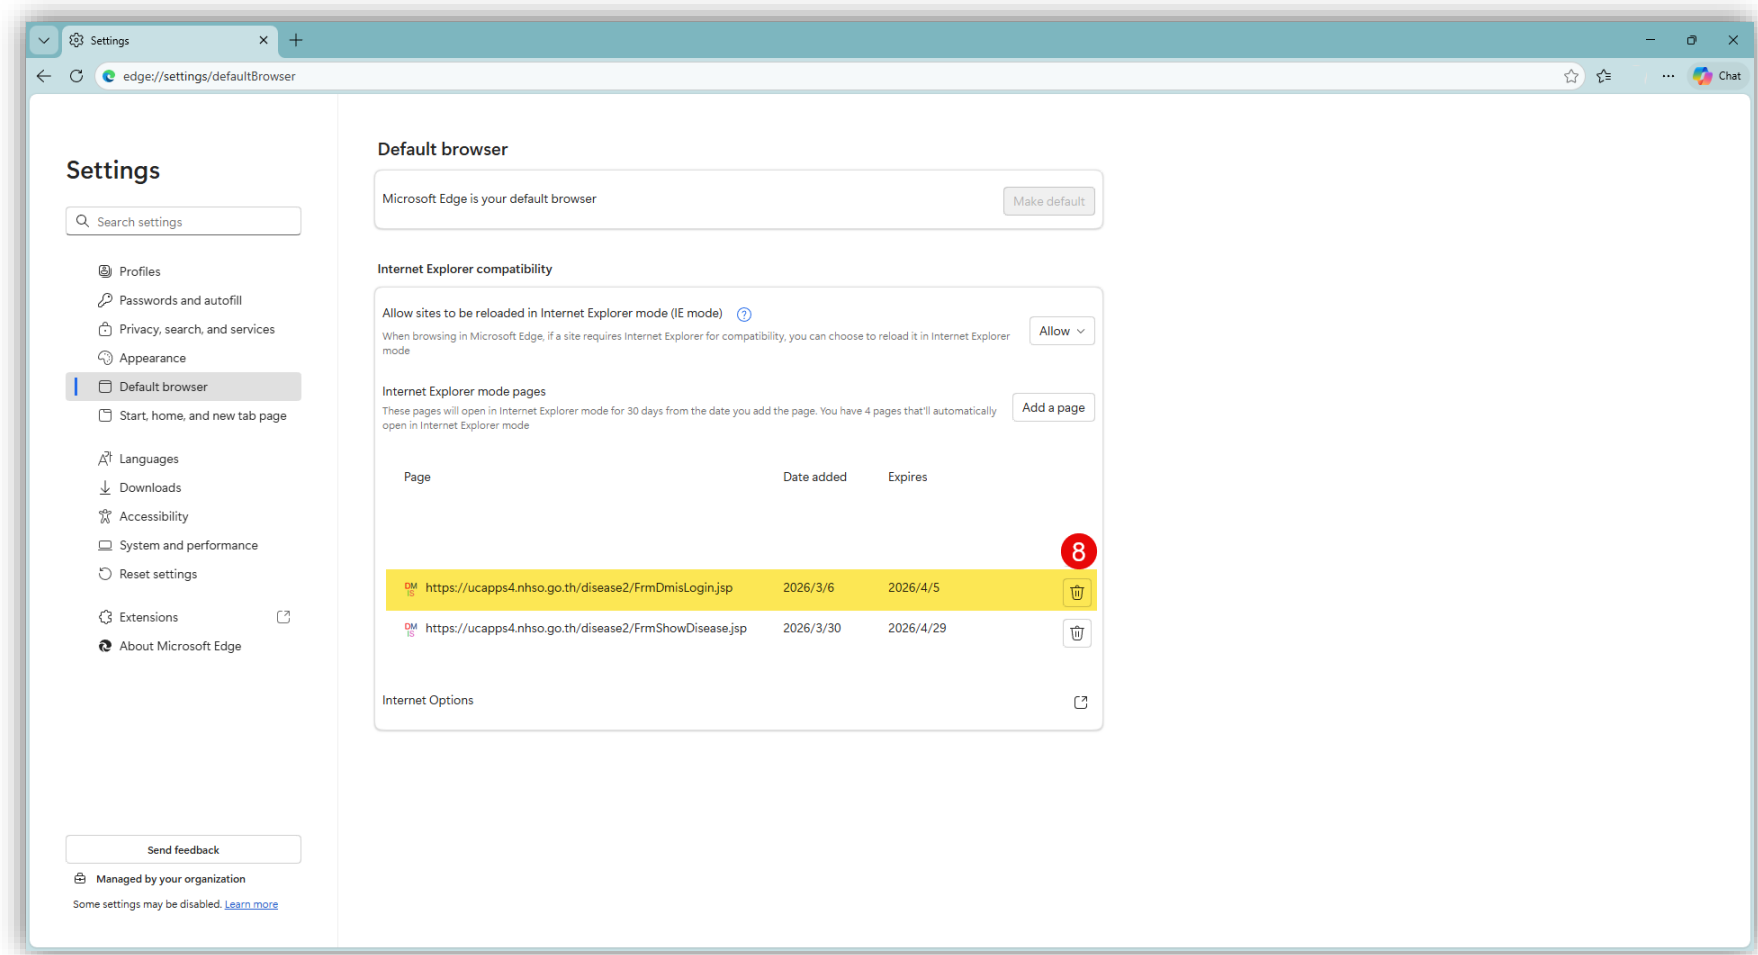 Settings
edge://settings/defaultBrowser
Chat
Settings
Search settings
Profiles
Passwords and autofill
Privacy, search, and services
Appearance
Default browser
Start, home, and new tab page
Languages
Downloads
Accessibility
System and performance
Reset settings
Extensions
About Microsoft Edge
Send feedback
Managed by your organization
Some settings may be disabled. Learn more
Default browser
Microsoft Edge is your default browser
Make default
Internet Explorer compatibility
Allow sites to be reloaded in Internet Explorer mode (IE mode) ?
When browsing in Microsoft Edge, if a site requires Internet Explorer for compatibility, you can choose to reload it in Internet Explorer
mode
Allow
Internet Explorer mode pages
These pages will open in Internet Explorer mode for 30 days from the date you add the page. You have 4 pages that'll automatically
open in Internet Explorer mode
Add a page
Page Date added Expires
8
DM IS https://ucapps4.nhso.go.th/disease2/FrmDmisLogin.jsp 2026/3/6 2026/4/5
DM IS https://ucapps4.nhso.go.th/disease2/FrmShowDisease.jsp 2026/3/30 2026/4/29
Internet Options